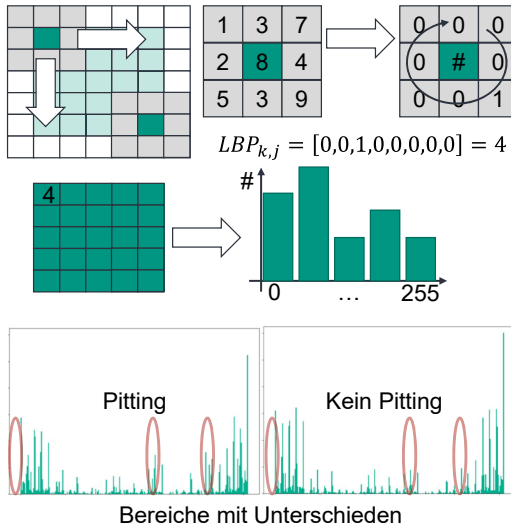 1 3 7
2 8 4
5 3 9
0 0 0
0 # 0
0 0 1
LBP_{k,j} = [0,0,1,0,0,0,0,0] = 4
4
#
0 … 255
Pitting
Kein Pitting
Bereiche mit Unterschieden